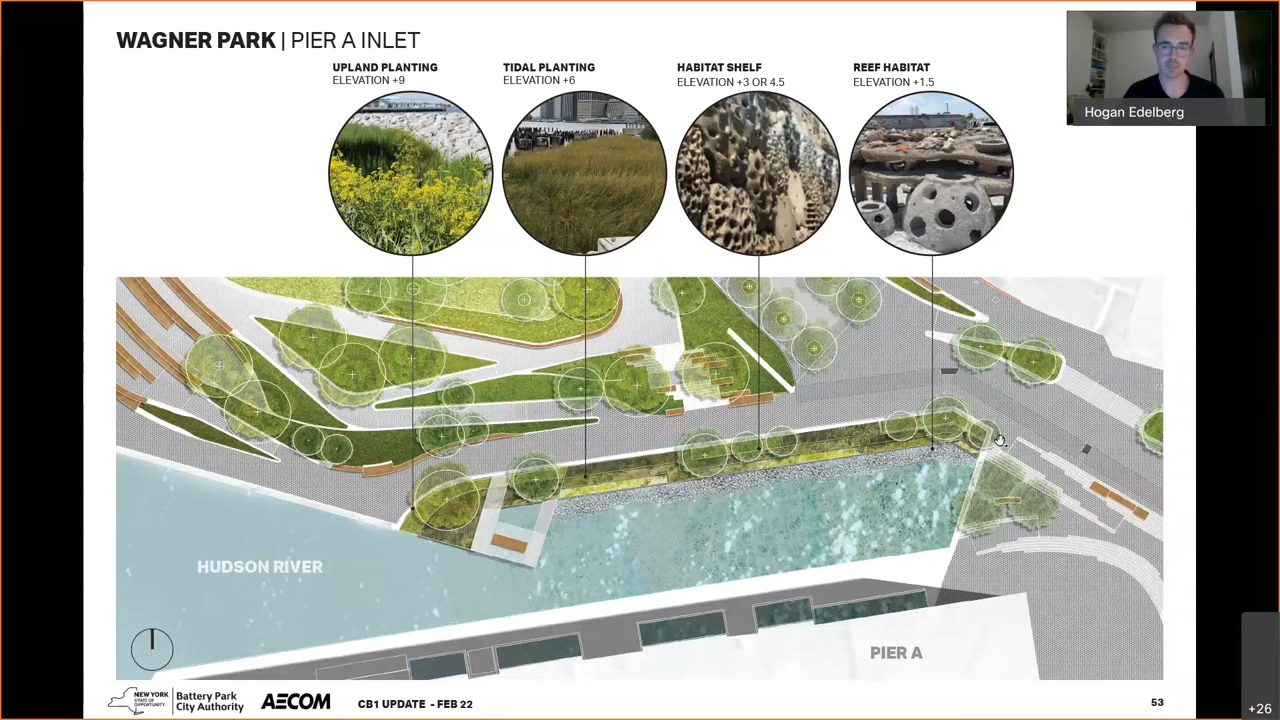 WAGNER PARK | PIER A INLET
UPLAND PLANTING
ELEVATION +9
TIDAL PLANTING
ELEVATION +6
HABITAT SHELF
ELEVATION +3 OR 4.5
REEF HABITAT
ELEVATION +1.5
Hogan Edelberg
HUDSON RIVER
PIER A
NEW YORK
STATE OF
OPPORTUNITY.
Battery Park
City Authority
AECOM
CB1 UPDATE - FEB 22
53
+26